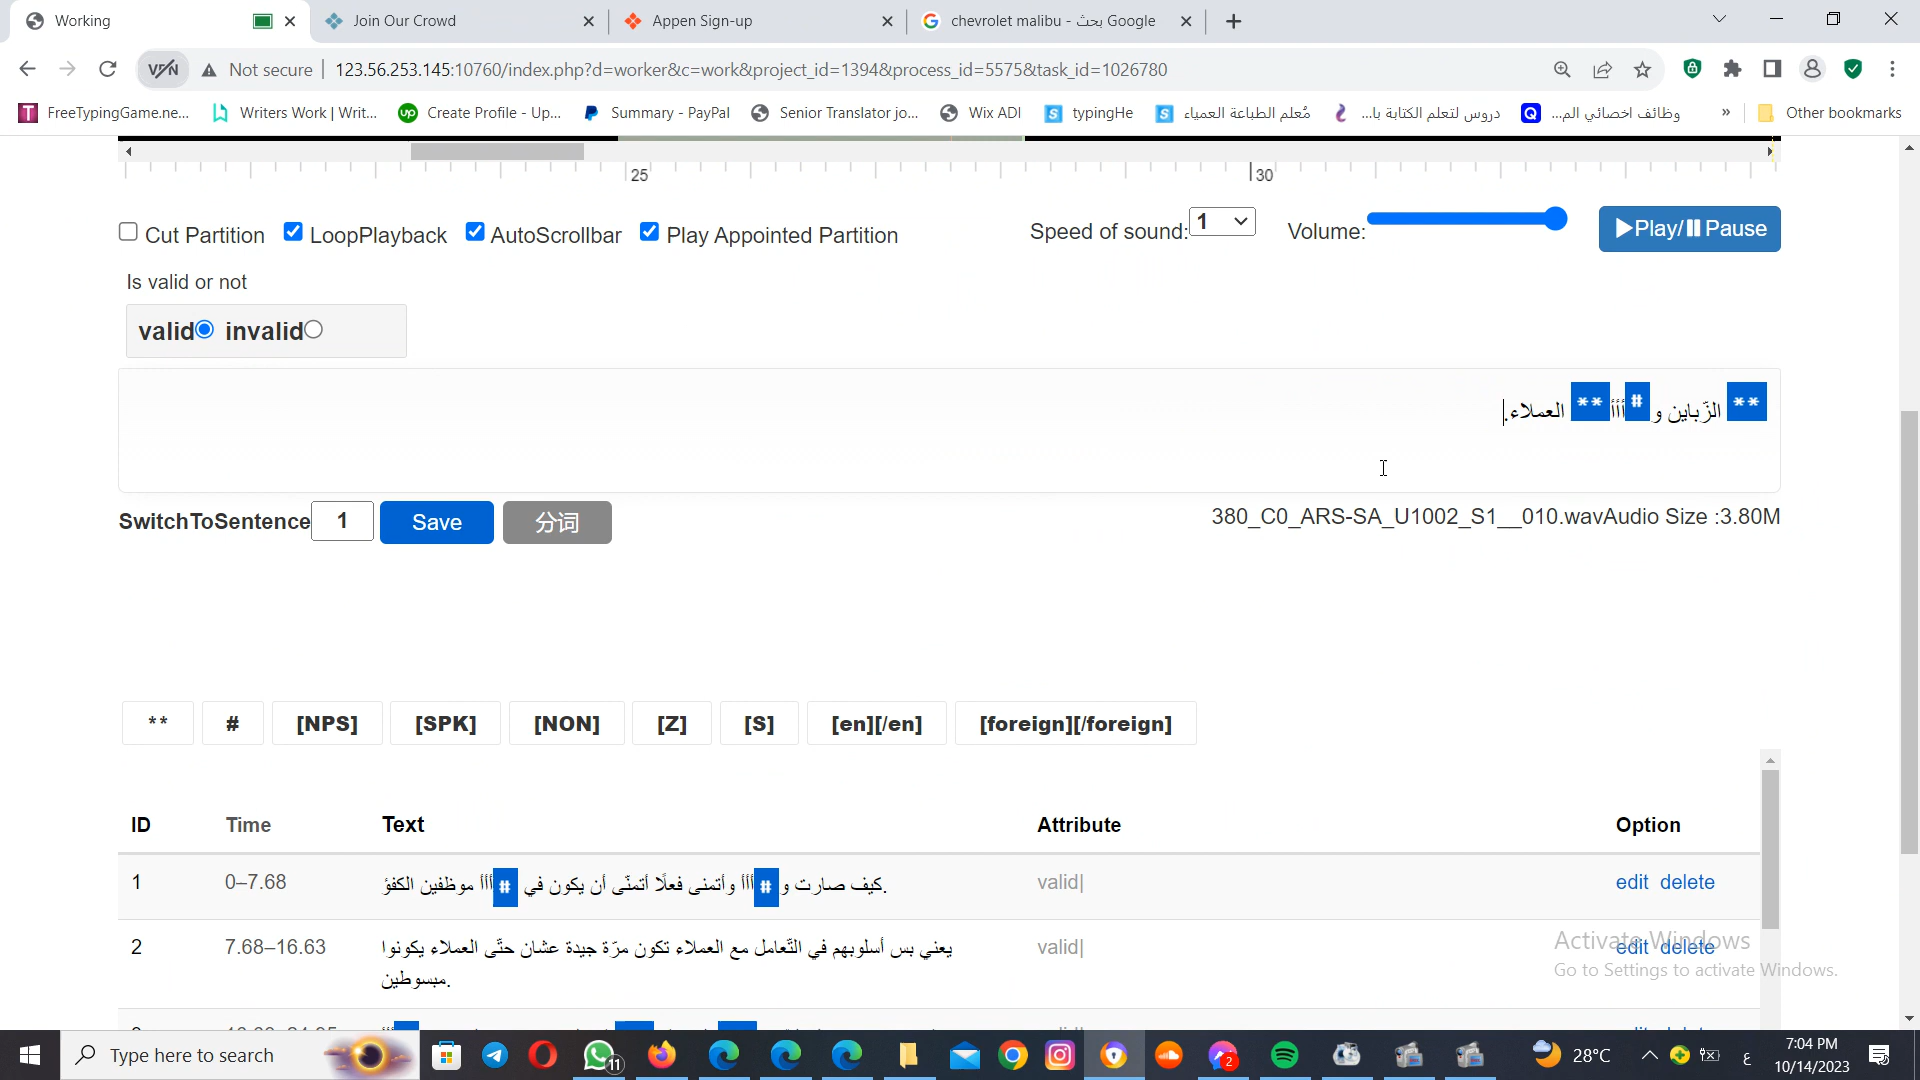 Working
Join Our Crowd
Appen Sign-up
chevrolet malibu - بحث Google
VPN
Not secure
123.56.253.145:10760/index.php?d=worker&c=work&project_id=1394&process_id=5575&task_id=1026780
FreeTypingGame.ne...
Writers Work | Writ...
Create Profile - Up...
Summary - PayPal
Senior Translator jo...
Wix ADI
typingHe
مُعلم الطباعة العمياء
دروس لتعلم الكتابة با...
وظائف اخصائي الم...
»
Other bookmarks
25
30
Cut Partition
LoopPlayback
AutoScrollbar
Play Appointed Partition
Speed of sound:
1
Volume:
Play/ Pause
Is valid or not
valid invalid
** الزّباين و #أأأ ** العملاء.
SwitchToSentence
1
Save
分词
380_C0_ARS-SA_U1002_S1__010.wavAudio Size :3.80M
**
#
[NPS]
[SPK]
[NON]
[Z]
[S]
[en][/en]
[foreign][/foreign]
ID Time Text Attribute Option
1 0–7.68
كيف صارت و #أأأ وأتمنى فعلًا أتمنّى أن يكون في #أأأ موظفين الكفؤ.
valid| edit delete
2 7.68–16.63
يعني بس أسلوبهم في التّعامل مع العملاء تكون مرّة جيدة عشان حتّى العملاء يكونوا
مبسوطين.
valid| edit delete
Activate Windows
Go to Settings to activate Windows.
Type here to search
11
2
28°C
ع
7:04 PM
10/14/2023